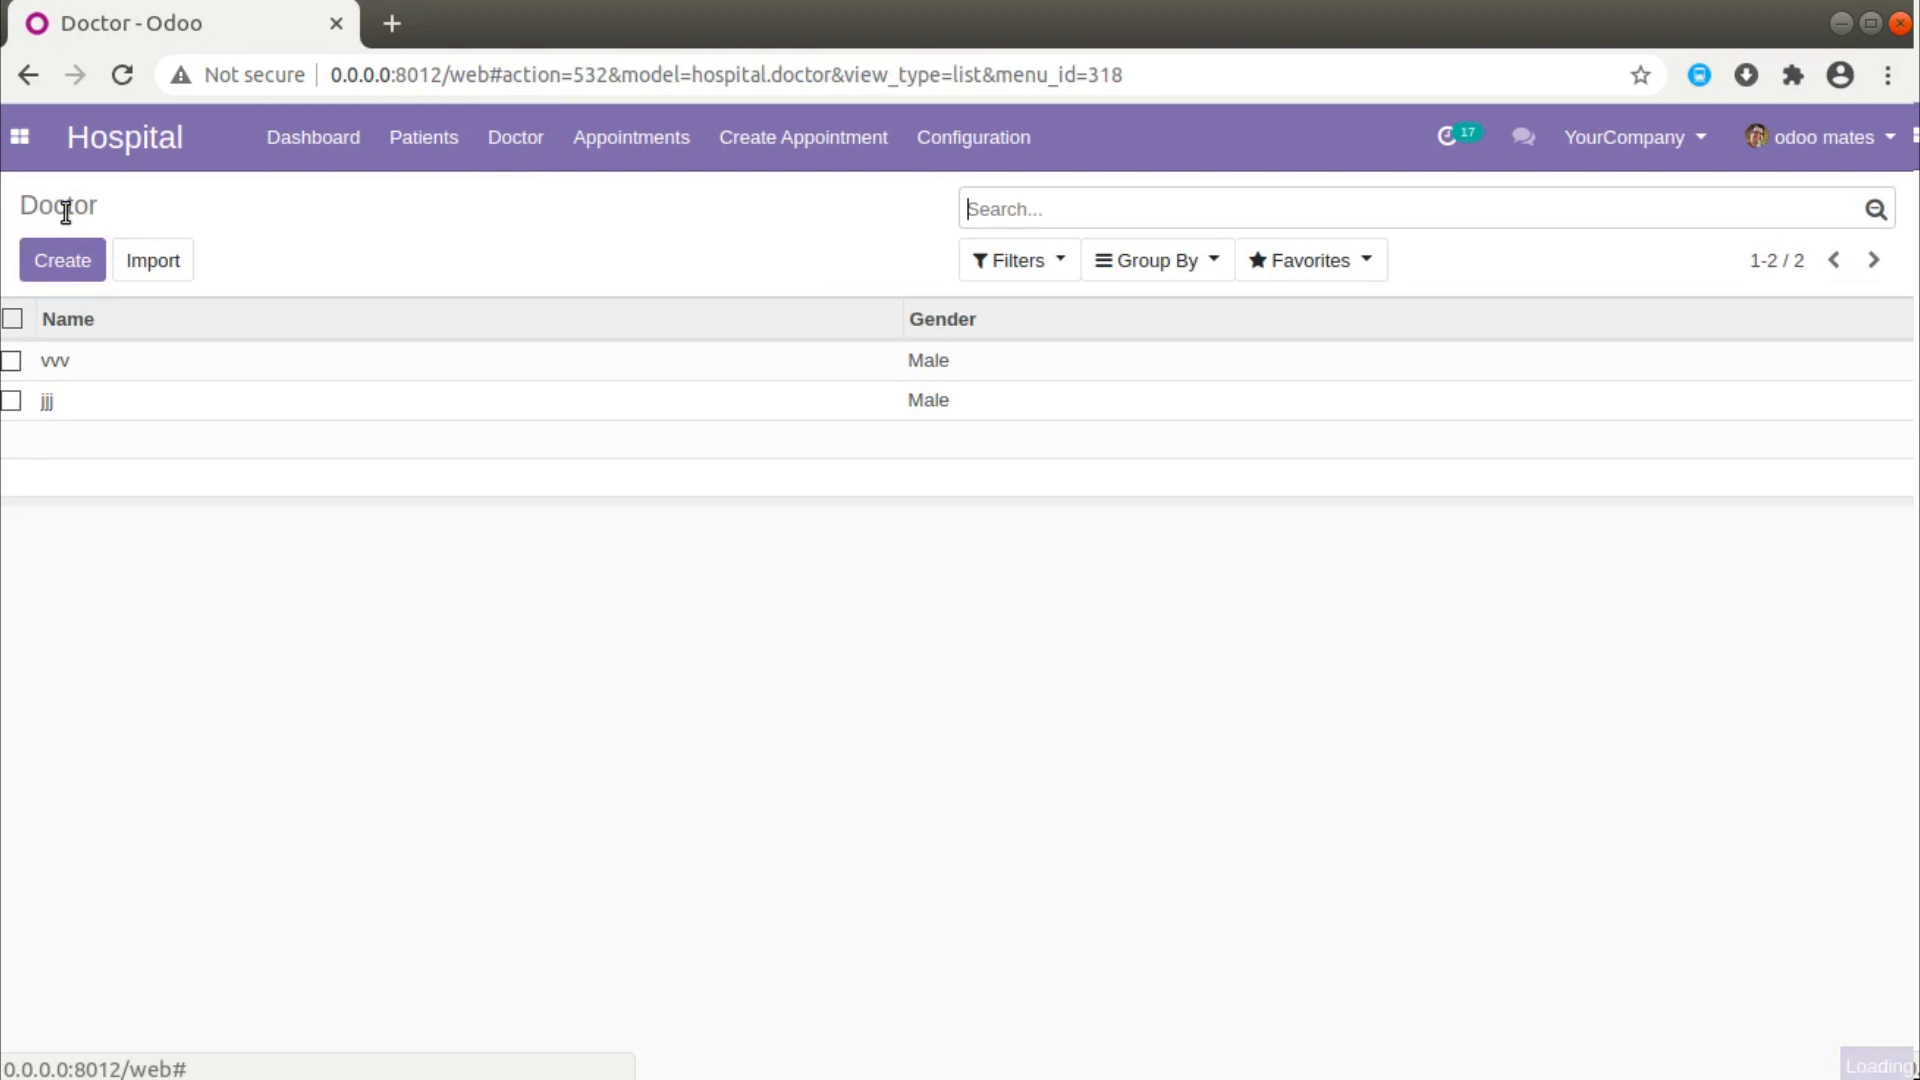 Doctor - Odoo
Not secure 0.0.0.0:8012/web#action=532&model=hospital.doctor&view_type=list&menu_id=318
Hospital Dashboard Patients Doctor Appointments Create Appointment Configuration 17 YourCompany odoo mates
Doctor Search...
Create Import Filters Group By Favorites 1-2 / 2
Name Gender
vvv Male
jjj Male
0.0.0.0:8012/web# Loading